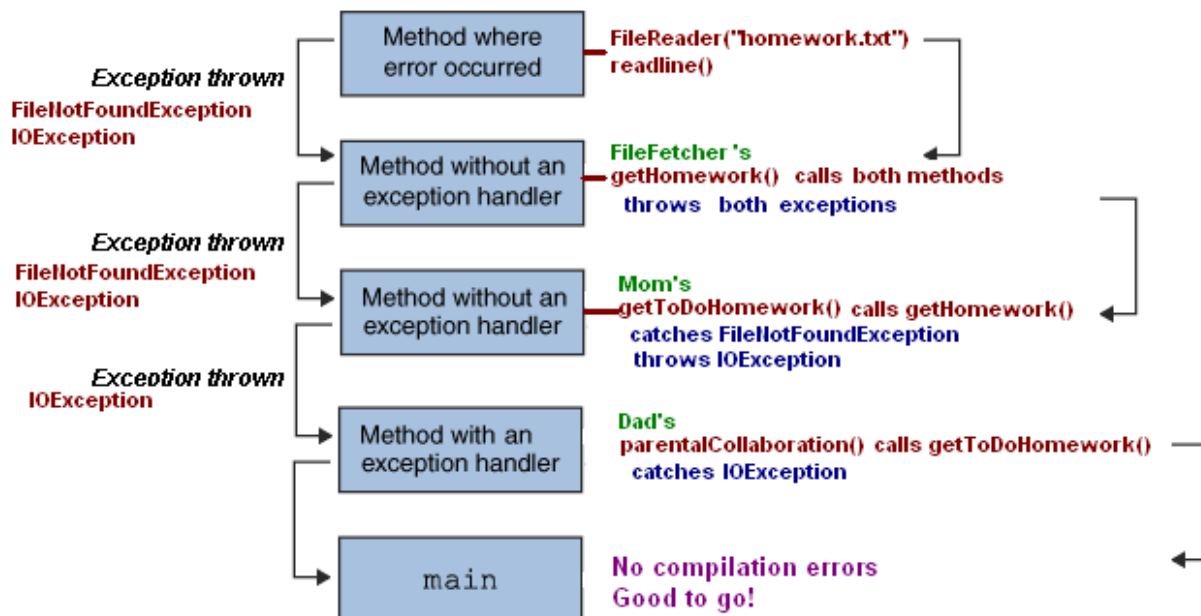 Method where
error occurred
FileReader("homework.txt")
readline()
Exception thrown
FileNotFoundException
IOException
Method without an
exception handler
FileFetcher 's
getHomework() calls both methods
throws both exceptions
Exception thrown
FileNotFoundException
IOException
Method without an
exception handler
Mom's
getToDoHomework() calls getHomework()
catches FileNotFoundException
throws IOException
Exception thrown
IOException
Method with an
exception handler
Dad's
parentalCollaboration() calls getToDoHomework()
catches IOException
main
No compilation errors
Good to go!